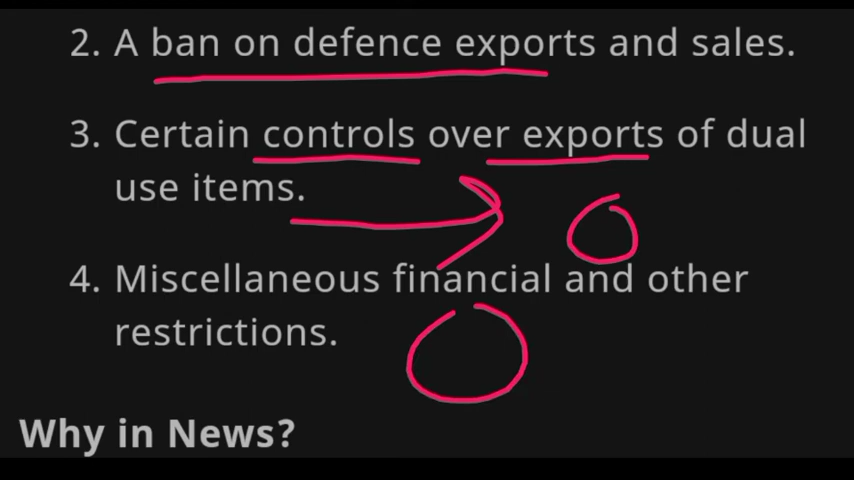 2. A ban on defence exports and sales.
3. Certain controls over exports of dual
use items.
4. Miscellaneous financial and other
restrictions.
Why in News?